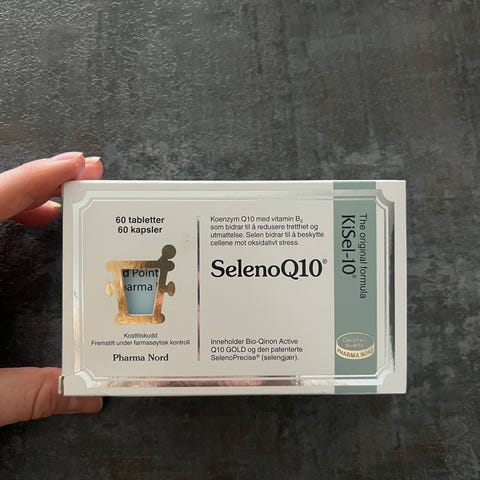 60 tabletter
60 kapsler
d Point
arma
Kosttilskudd
Fremstilt under farmasøytisk kontroll
Pharma Nord
Koenzym Q10 med vitamin B₂
som bidrar til å redusere tretthet og
utmattelse. Selen bidrar til å beskytte
cellene mot oksidativt stress.
SelenoQ10®
Inneholder Bio-Qinon Active
Q10 GOLD og den patenterte
SelenoPrecise® (selengjær).
The original formula
KiSel-10®
Certified
Quality
PHARMA NORD